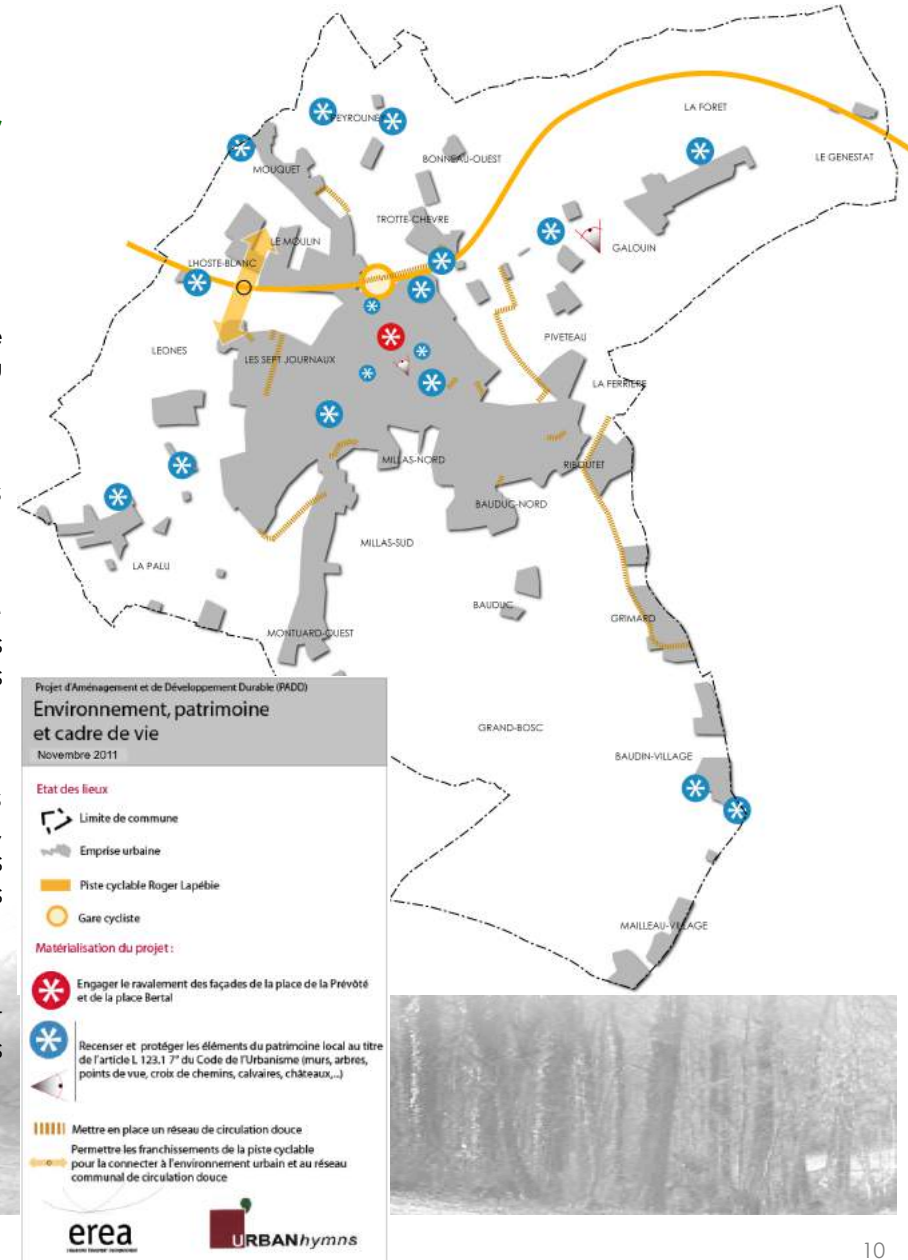 LA FORET
PEYROUNET
BONNEAU-OUEST
LE GENESTAT
MOUQUET
TROTTE-CHEVRE
LE MOULIN
GALOUIN
LHOSTE-BLANC
LEONES
PIVETEAU
LES SEPT JOURNAUX
LA FERRIERE
MILLAS-NORD
RIBOUTET
BAUDUC-NORD
MILLAS-SUD
LA PALU
BAUDUC
GRIMARD
MONTUARD-OUEST
GRAND-BOSC
BAUDIN-VILLAGE
MAILLEAU-VILLAGE
Projet d'Aménagement et de Développement Durable (PADD)
Environnement, patrimoine
et cadre de vie
Novembre 2011
Etat des lieux
Limite de commune
Emprise urbaine
Piste cyclable Roger Lapébie
Gare cycliste
Matérialisation du projet :
Engager le ravalement des façades de la place de la Prévôté
et de la place Bertal
Recenser et protéger les éléments du patrimoine local au titre
de l'article L 123.1 7° du Code de l'Urbanisme (murs, arbres,
points de vue, croix de chemins, calvaires, châteaux,...)
Mettre en place un réseau de circulation douce
Permettre les franchissements de la piste cyclable
pour la connecter à l'environnement urbain et au réseau
communal de circulation douce
erea
URBANhymns
10